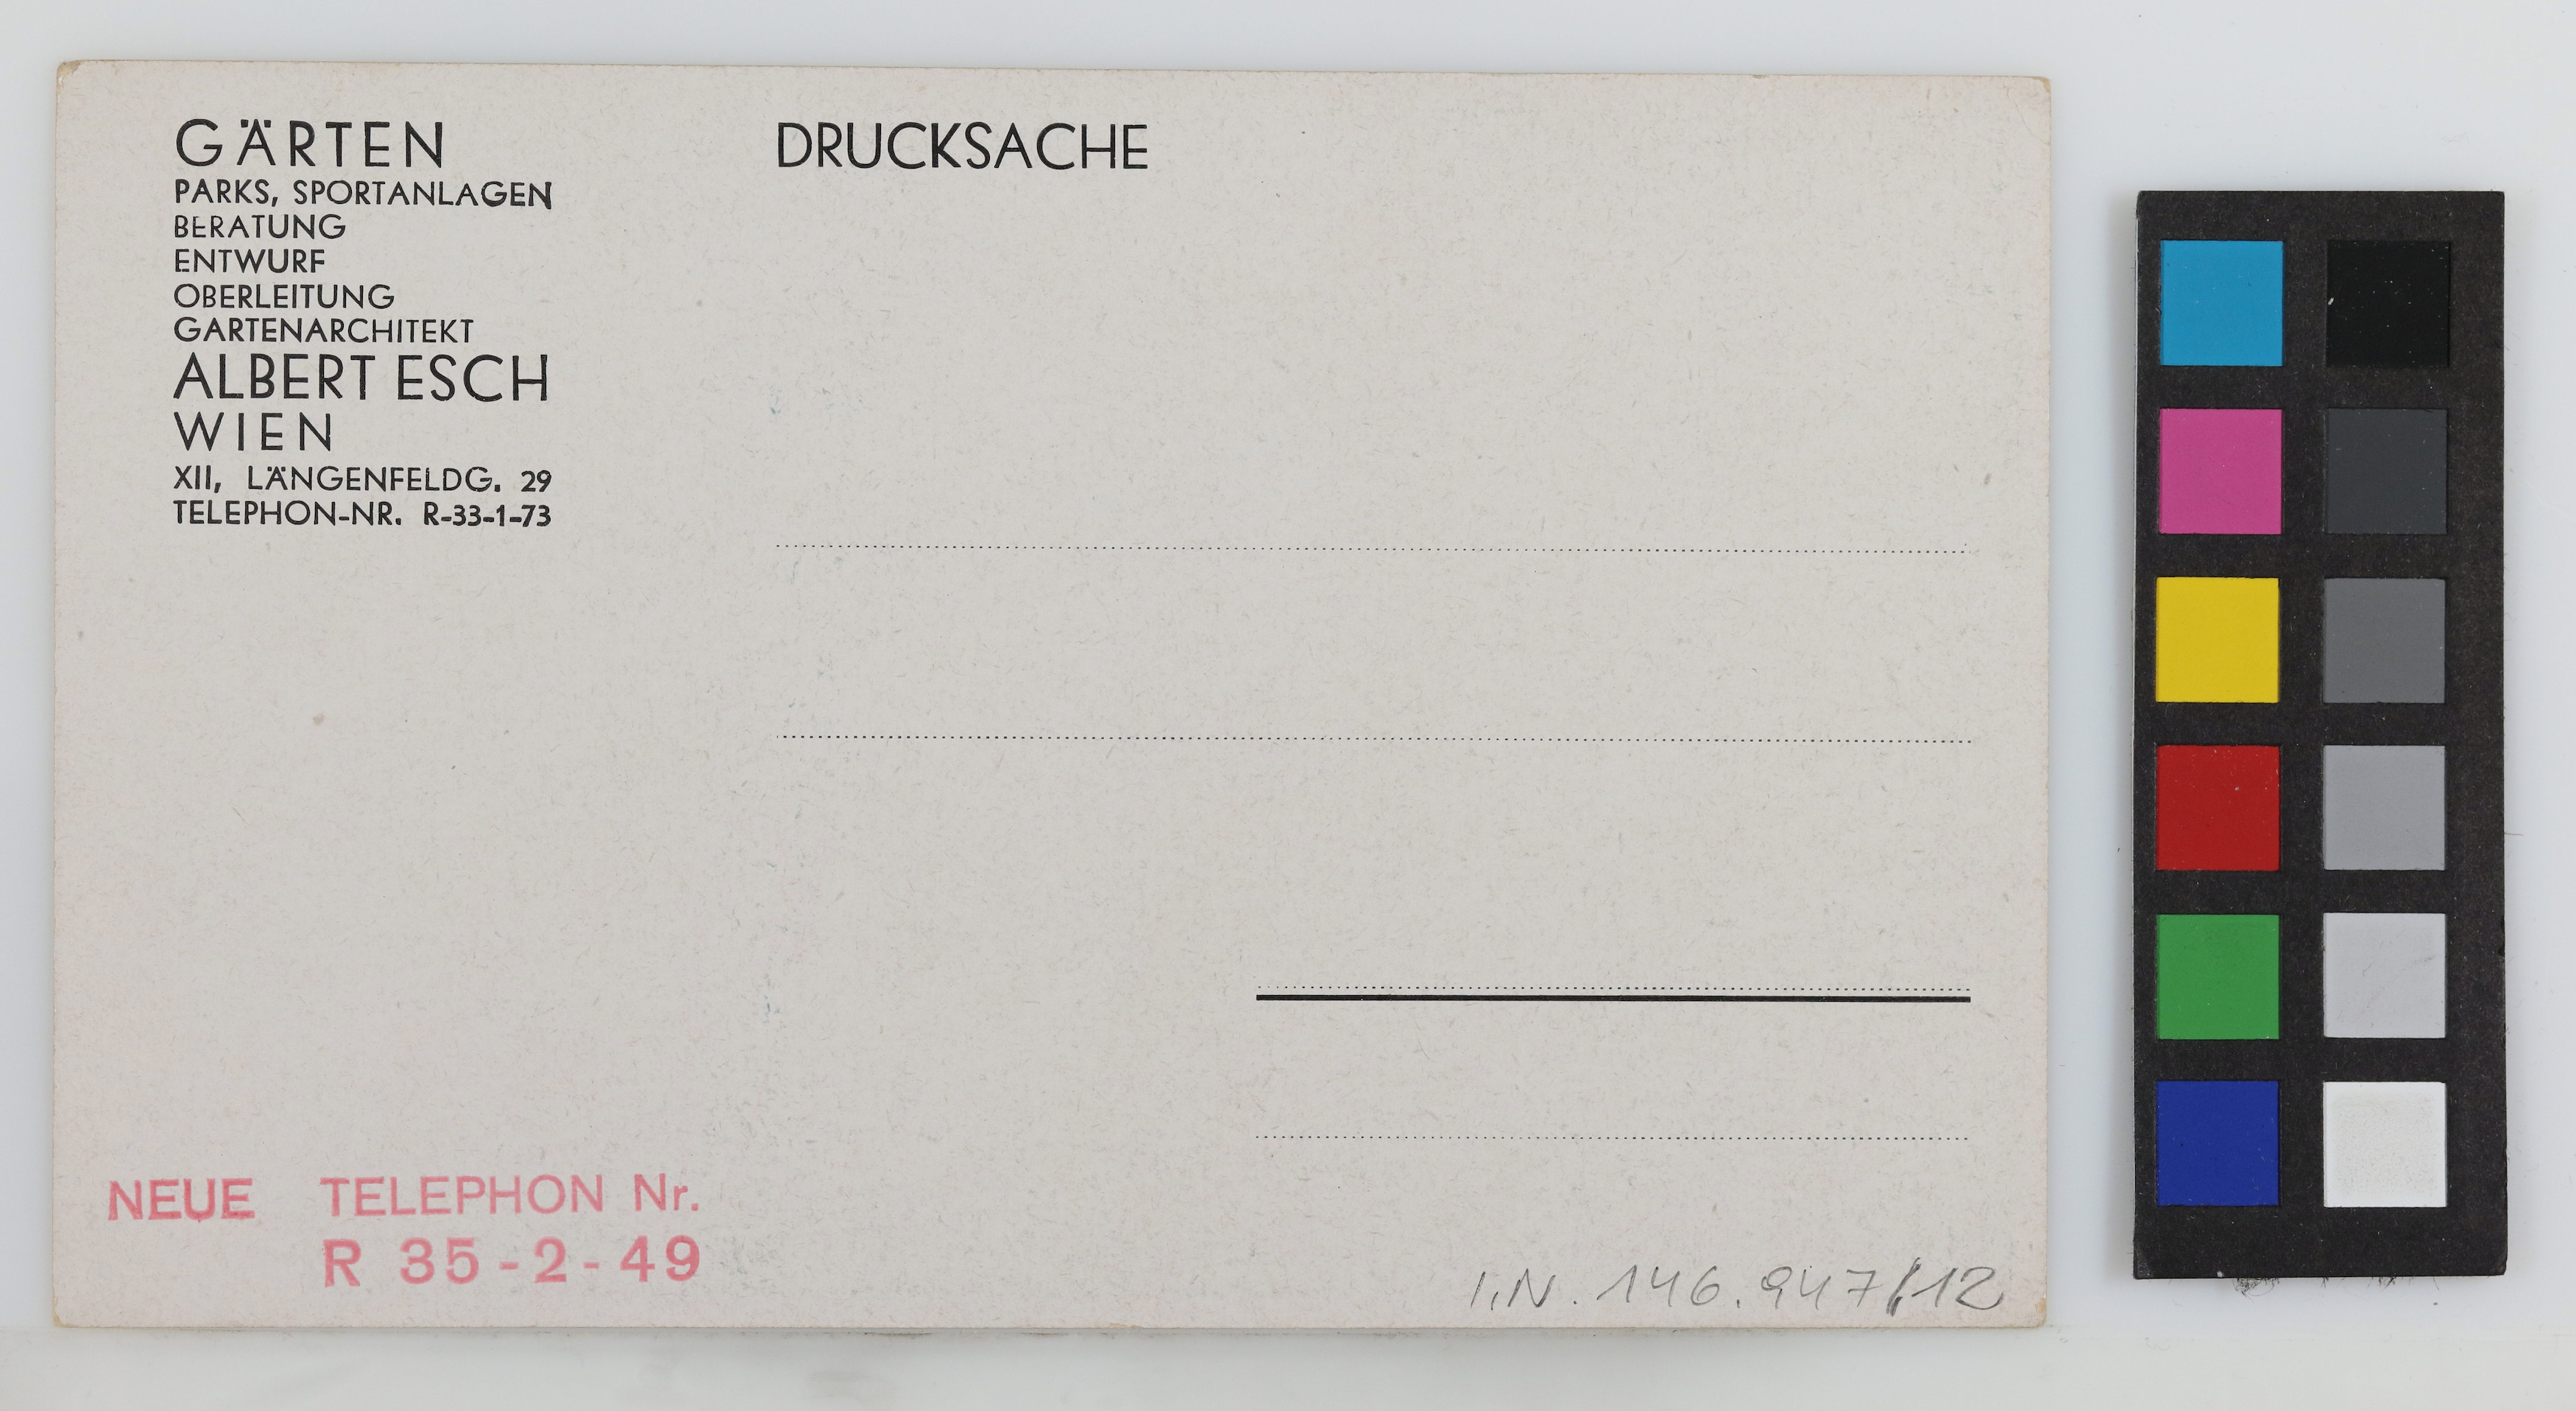 GÄRTEN
PARKS, SPORTANLAGEN
BERATUNG
ENTWURF
OBERLEITUNG
GARTENARCHITEKT
ALBERT ESCH
WIEN
XII, LÄNGENFELDG. 29
TELEPHON-NR. R-33-1-73
DRUCKSACHE
NEUE TELEPHON Nr.
R 35-2-49
I.N. 146.947/12